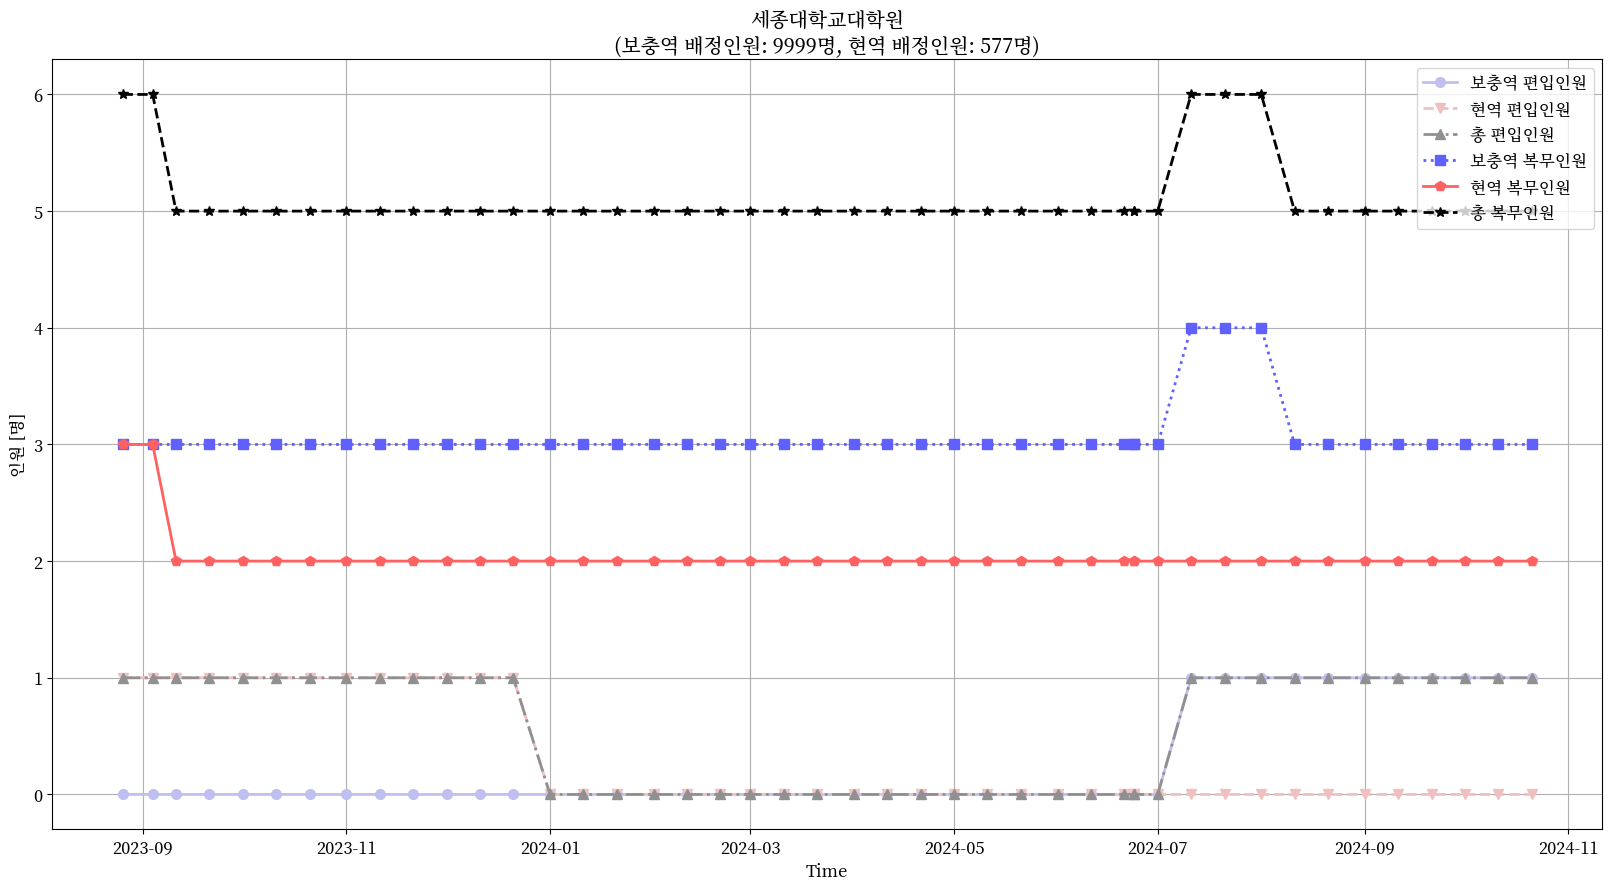 세종대학교대학원
(보충역 배정인원: 9999명, 현역 배정인원: 577명)
보충역 편입인원
현역 편입인원
총 편입인원
보충역 복무인원
현역 복무인원
총 복무인원
인원 [명]
6
5
4
3
2
1
0
2023-09
2023-11
2024-01
2024-03
2024-05
2024-07
2024-09
2024-11
Time